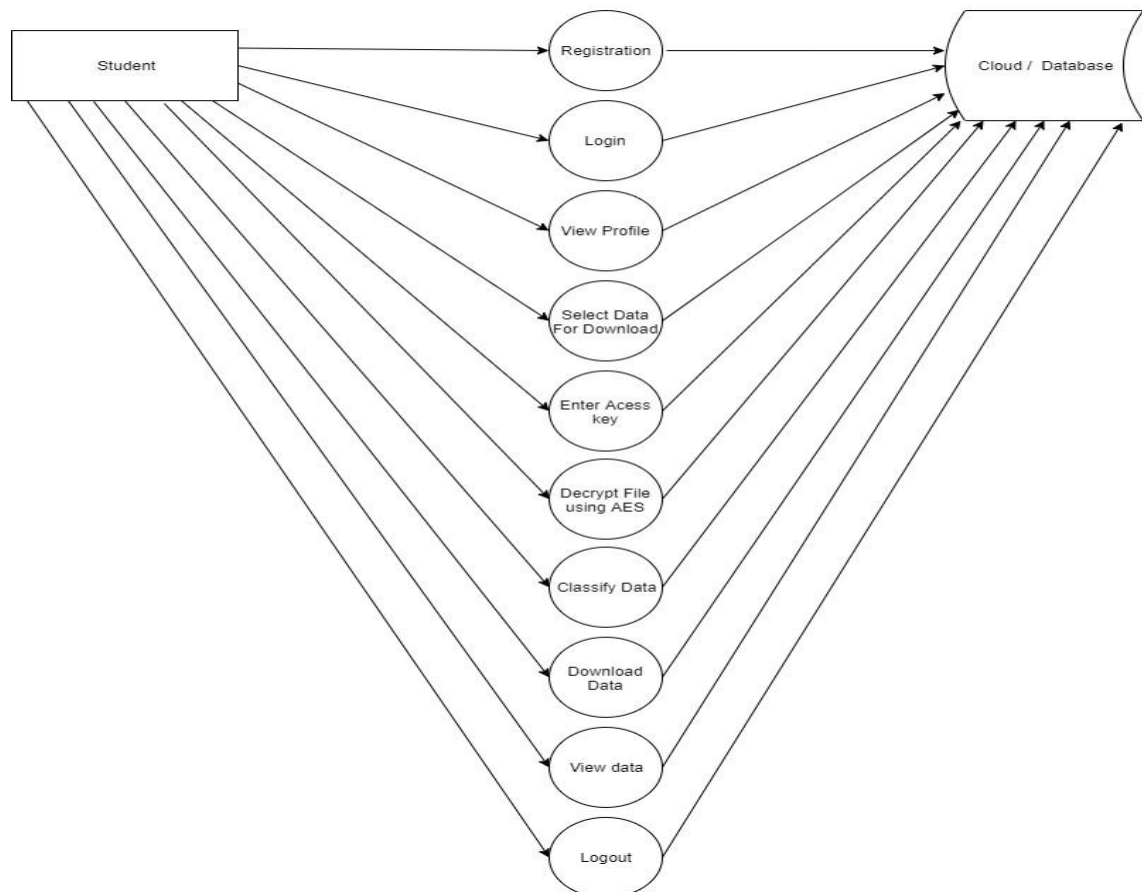 Student
Registration
Cloud /  Database
Login
View Profile
Select Data
For Download
Enter Acess
key
Decrypt File
using AES
Classify Data
Download
Data
View data
Logout